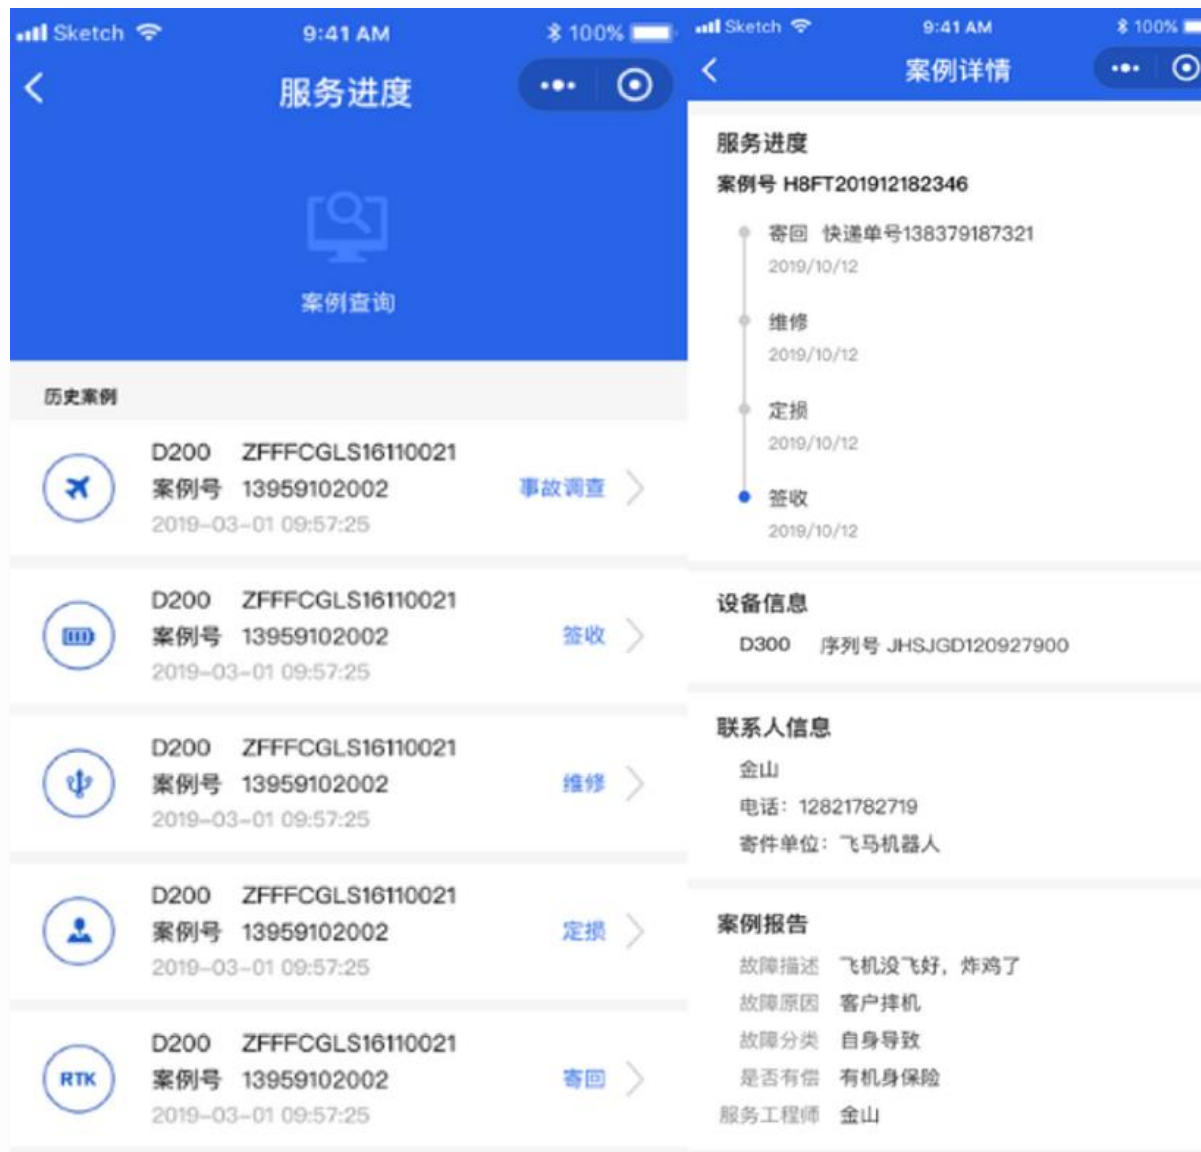 Sketch 9:41 AM 100%
服务进度
案例查询
历史案例
D200 ZFFFCGLS16110021
案例号 13959102002 事故调查
2019-03-01 09:57:25
D200 ZFFFCGLS16110021
案例号 13959102002 签收
2019-03-01 09:57:25
D200 ZFFFCGLS16110021
案例号 13959102002 维修
2019-03-01 09:57:25
D200 ZFFFCGLS16110021
案例号 13959102002 定损
2019-03-01 09:57:25
RTK
D200 ZFFFCGLS16110021
案例号 13959102002 寄回
2019-03-01 09:57:25
Sketch 9:41 AM 100%
案例详情
服务进度
案例号 H8FT201912182346
寄回 快递单号138379187321
2019/10/12
维修
2019/10/12
定损
2019/10/12
签收
2019/10/12
设备信息
D300 序列号 JHSJGD120927900
联系人信息
金山
电话：12821782719
寄件单位：飞马机器人
案例报告
故障描述 飞机没飞好，炸鸡了
故障原因 客户摔机
故障分类 自身导致
是否有偿 有机身保险
服务工程师 金山